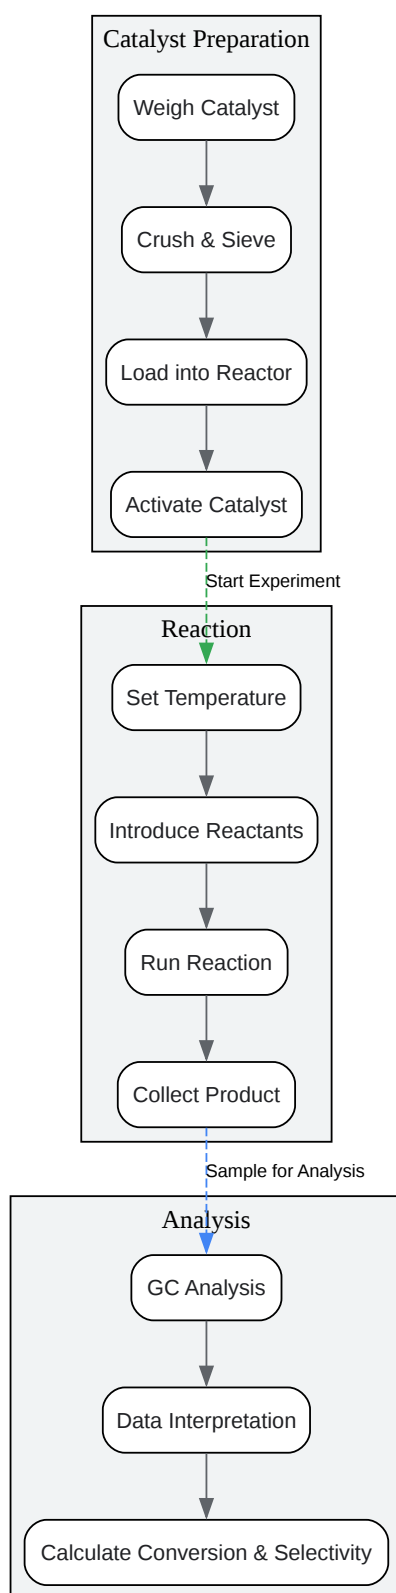 Catalyst Preparation
Weigh Catalyst
Crush & Sieve
Load into Reactor
Activate Catalyst
Start Experiment
Reaction
Set Temperature
Introduce Reactants
Run Reaction
Collect Product
Sample for Analysis
Analysis
GC Analysis
Data Interpretation
Calculate Conversion & Selectivity